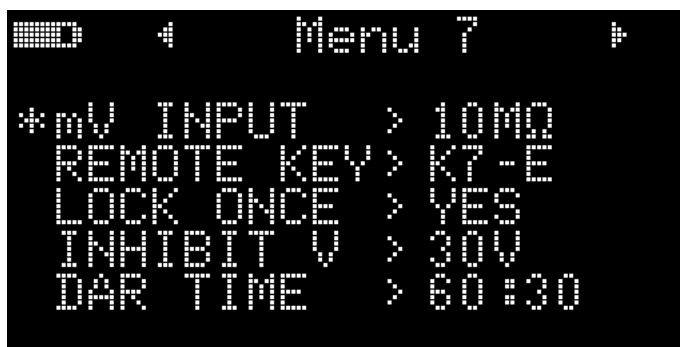 Menu 7
*mV INPUT > 10MΩ
REMOTE KEY> K7-E
LOCK ONCE > YES
INHIBIT V > 30V
DAR TIME > 60:30